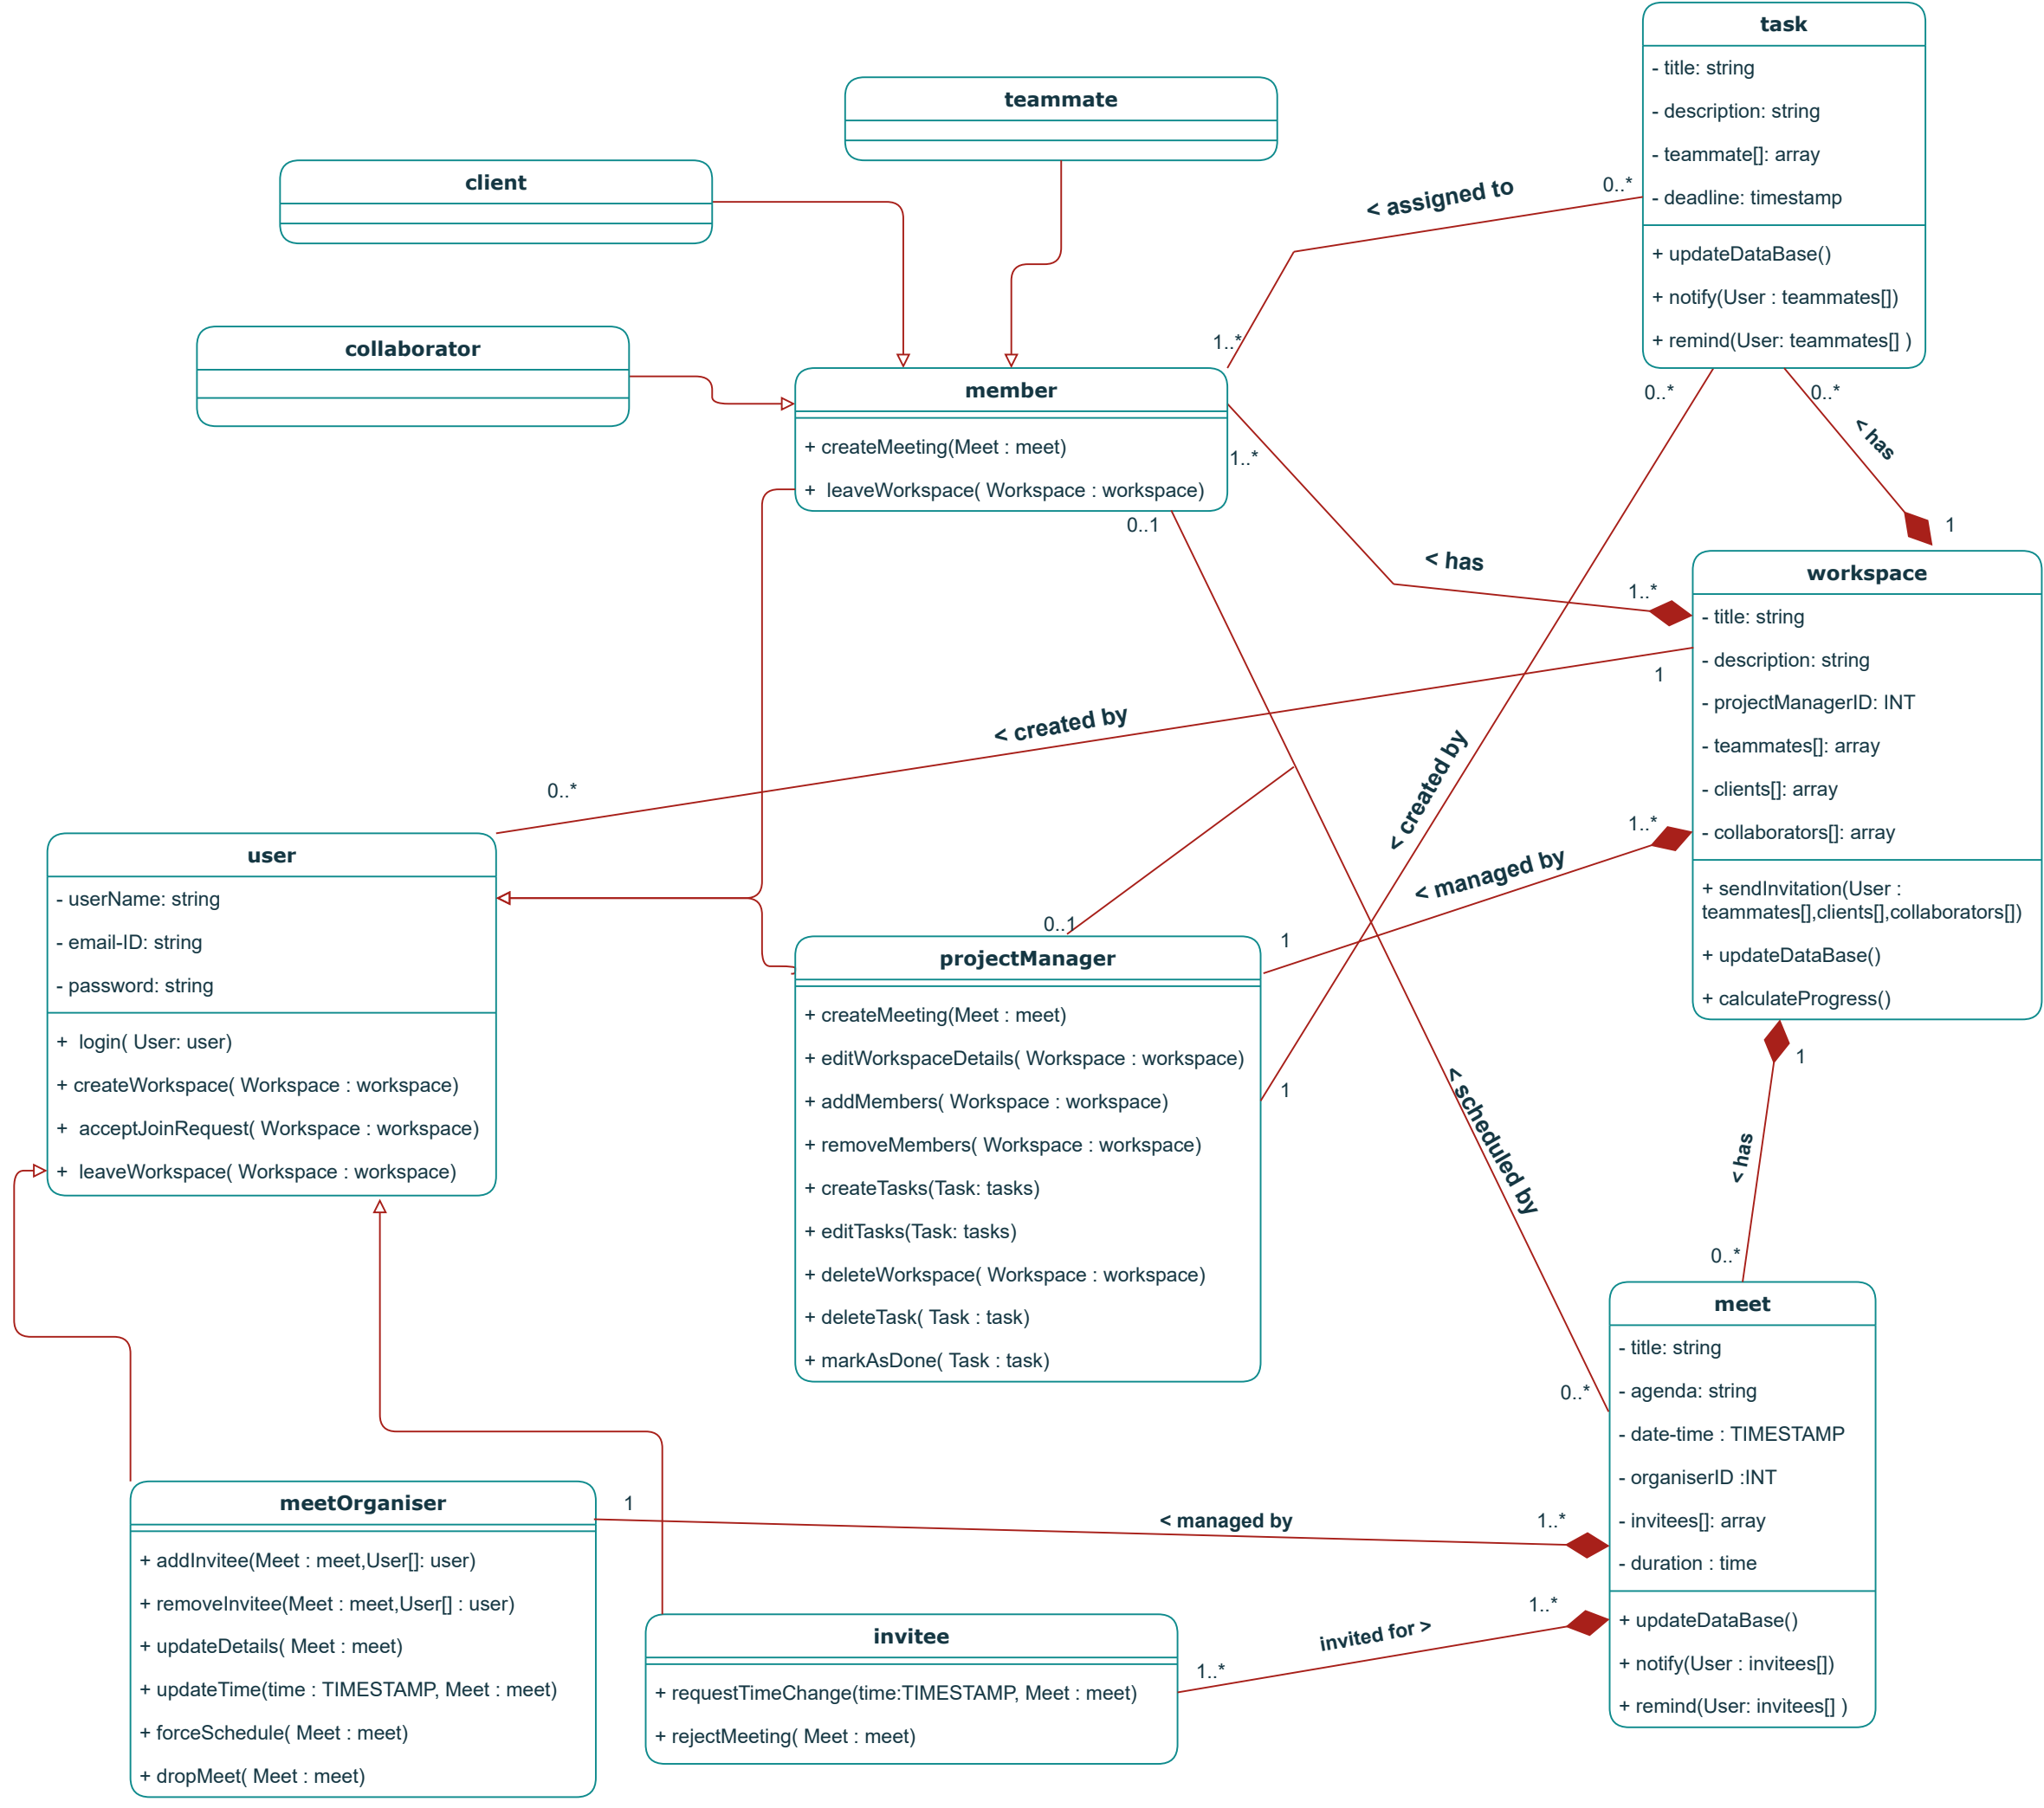 task
- title: string
- description: string
- teammate[]: array
- deadline: timestamp
+ updateDataBase()
+ notify(User : teammates[])
+ remind(User: teammates[] )
teammate
client
collaborator
< assigned to
0..*
1..*
member
+ createMeeting(Meet : meet)
+  leaveWorkspace( Workspace : workspace)
1..*
0..1
0..*
0..*
< has
1
< has
1..*
workspace
- title: string
- description: string
- projectManagerID: INT
- teammates[]: array
- clients[]: array
- collaborators[]: array
+ sendInvitation(User :
teammates[],clients[],collaborators[])
+ updateDataBase()
+ calculateProgress()
1
< created by
0..*
< created by
1..*
< managed by
user
- userName: string
- email-ID: string
- password: string
+  login( User: user)
+ createWorkspace( Workspace : workspace)
+  acceptJoinRequest( Workspace : workspace)
+  leaveWorkspace( Workspace : workspace)
0..1
1
projectManager
+ createMeeting(Meet : meet)
+ editWorkspaceDetails( Workspace : workspace)
+ addMembers( Workspace : workspace)
+ removeMembers( Workspace : workspace)
+ createTasks(Task: tasks)
+ editTasks(Task: tasks)
+ deleteWorkspace( Workspace : workspace)
+ deleteTask( Task : task)
+ markAsDone( Task : task)
1
< scheduled by
1
< has
0..*
0..*
meet
- title: string
- agenda: string
- date-time : TIMESTAMP
- organiserID :INT
- invitees[]: array
- duration : time
+ updateDataBase()
+ notify(User : invitees[])
+ remind(User: invitees[] )
meetOrganiser
+ addInvitee(Meet : meet,User[]: user)
+ removeInvitee(Meet : meet,User[] : user)
+ updateDetails( Meet : meet)
+ updateTime(time : TIMESTAMP, Meet : meet)
+ forceSchedule( Meet : meet)
+ dropMeet( Meet : meet)
1
< managed by
1..*
invitee
+ requestTimeChange(time:TIMESTAMP, Meet : meet)
+ rejectMeeting( Meet : meet)
1..*
invited for >
1..*